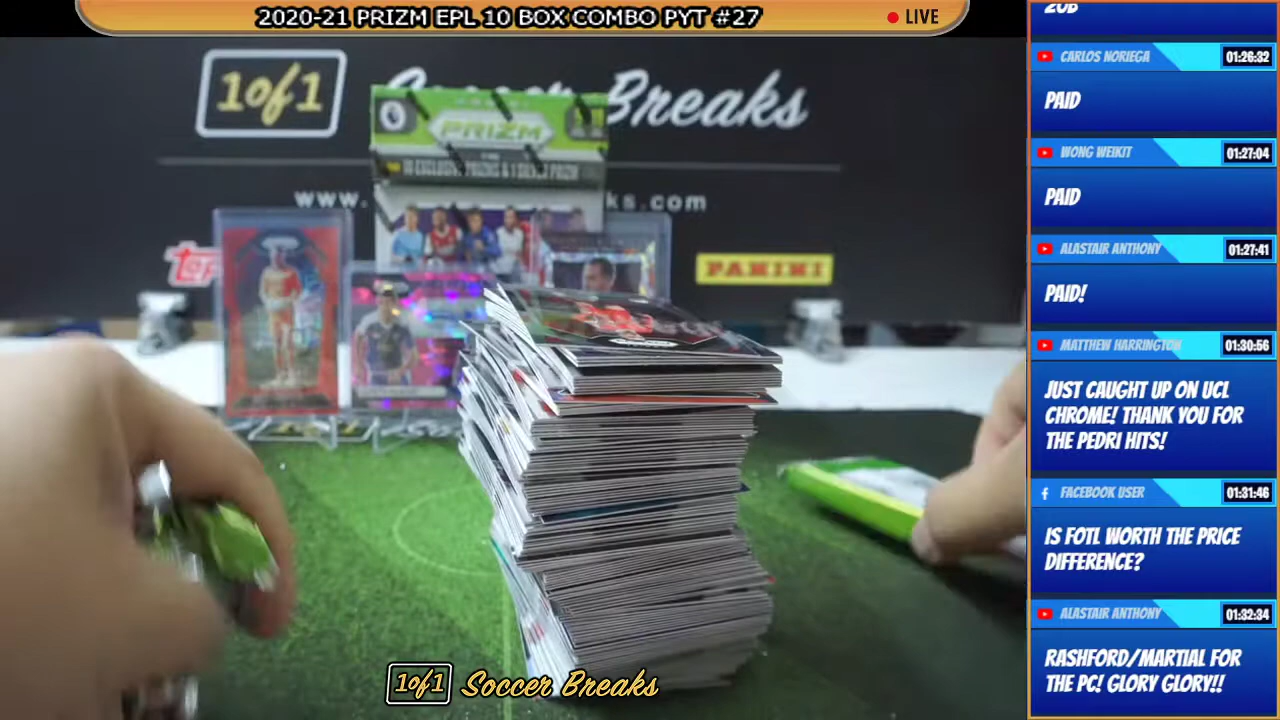 2020-21 PRIZM EPL 10 BOX COMBO PYT #27
LIVE
1of1 Soccer Breaks
PRIZM
www.
ks.com
PANINI
1of1 Soccer Breaks
20B
CARLOS NORIEGA 01:26:32
PAID
WONG WEIKIT 01:27:04
PAID
ALASTAIR ANTHONY 01:27:41
PAID!
MATTHEW HARRINGTON 01:30:56
JUST CAUGHT UP ON UCL
CHROME! THANK YOU FOR
THE PEDRI HITS!
FACEBOOK USER 01:31:46
IS FOTL WORTH THE PRICE
DIFFERENCE?
ALASTAIR ANTHONY 01:32:34
RASHFORD/MARTIAL FOR
THE PC! GLORY GLORY!!